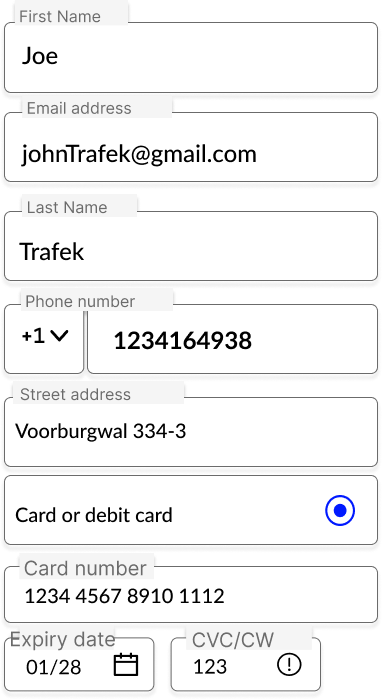 First Name
Joe
Email address
johnTrafek@gmail.com
Last Name
Trafek
Phone number
+1 1234164938
Street address
Voorburgwal 334-3
Card or debit card
Card number
1234 4567 8910 1112
Expiry date CVC/CW
01/28 123